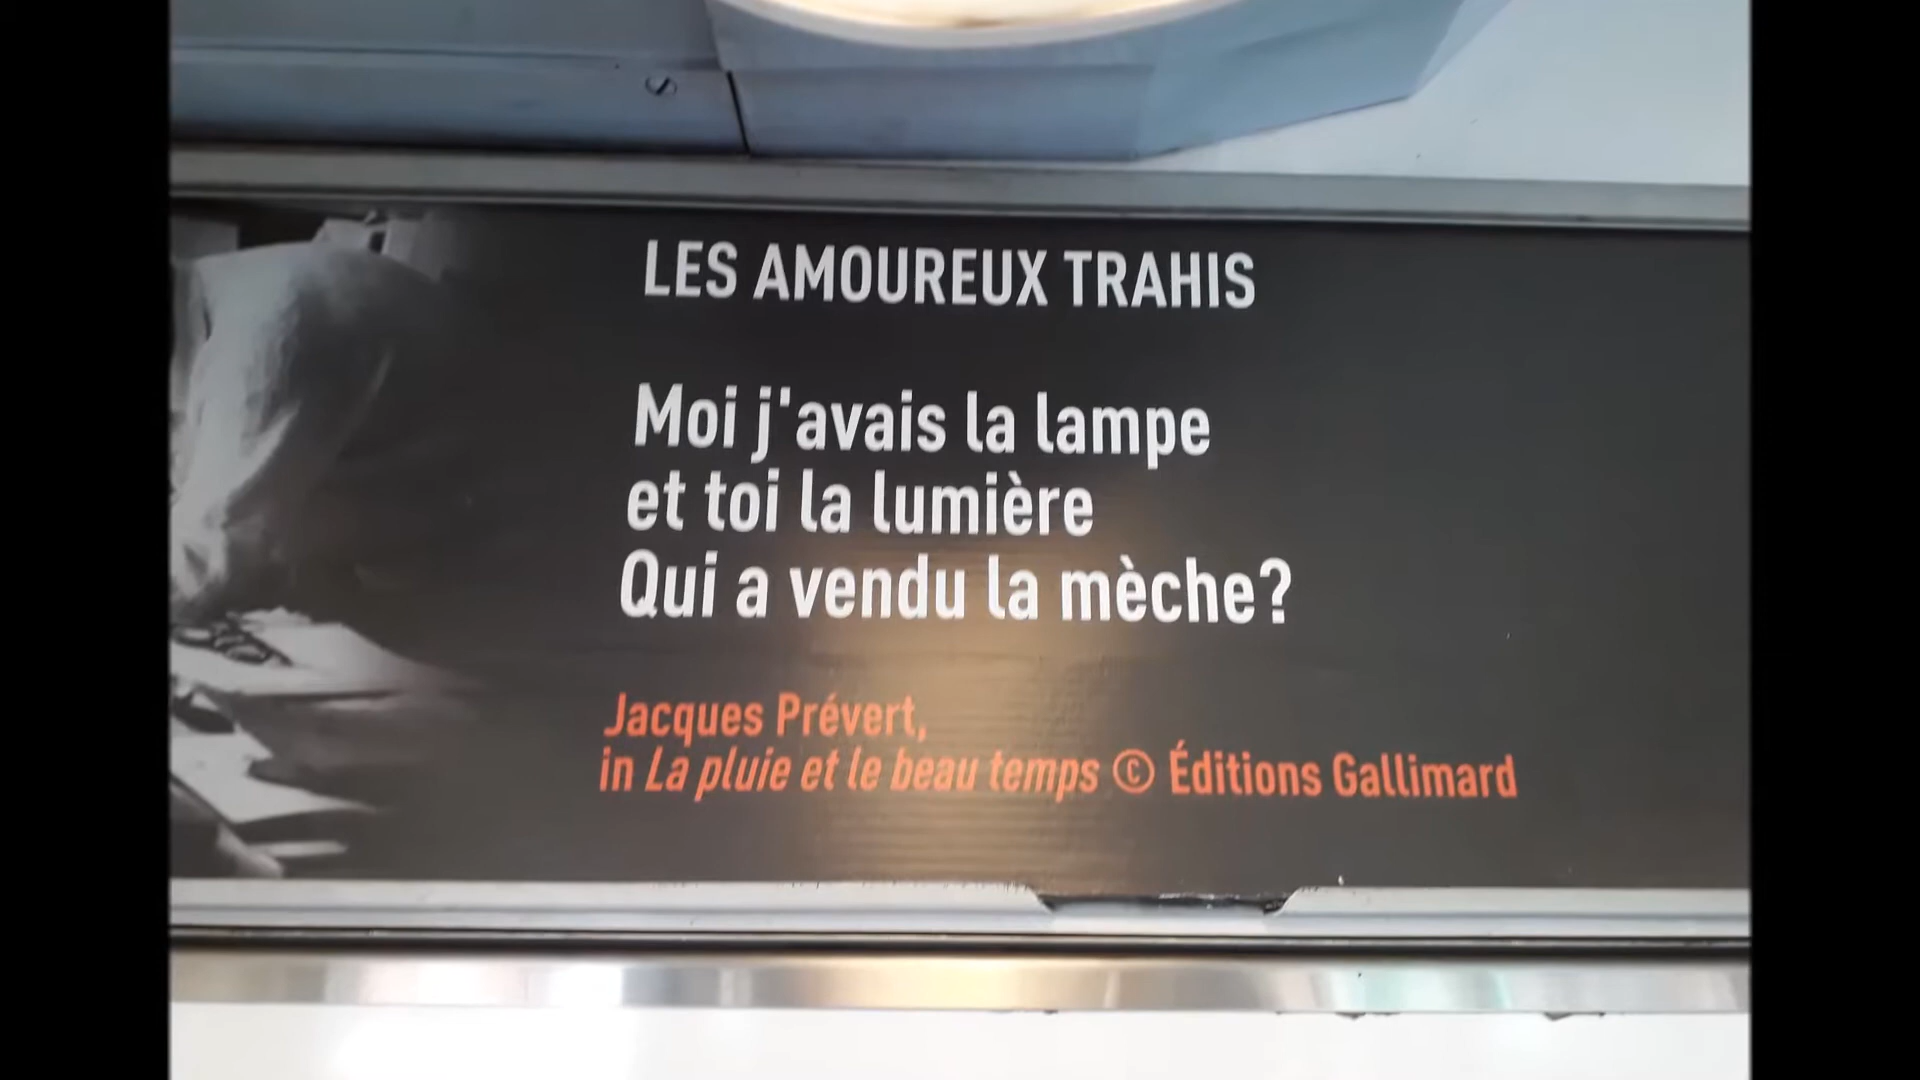 LES AMOUREUX TRAHIS
Moi j'avais la lampe
et toi la lumière
Qui a vendu la mèche?
Jacques Prévert,
in La pluie et le beau temps © Éditions Gallimard